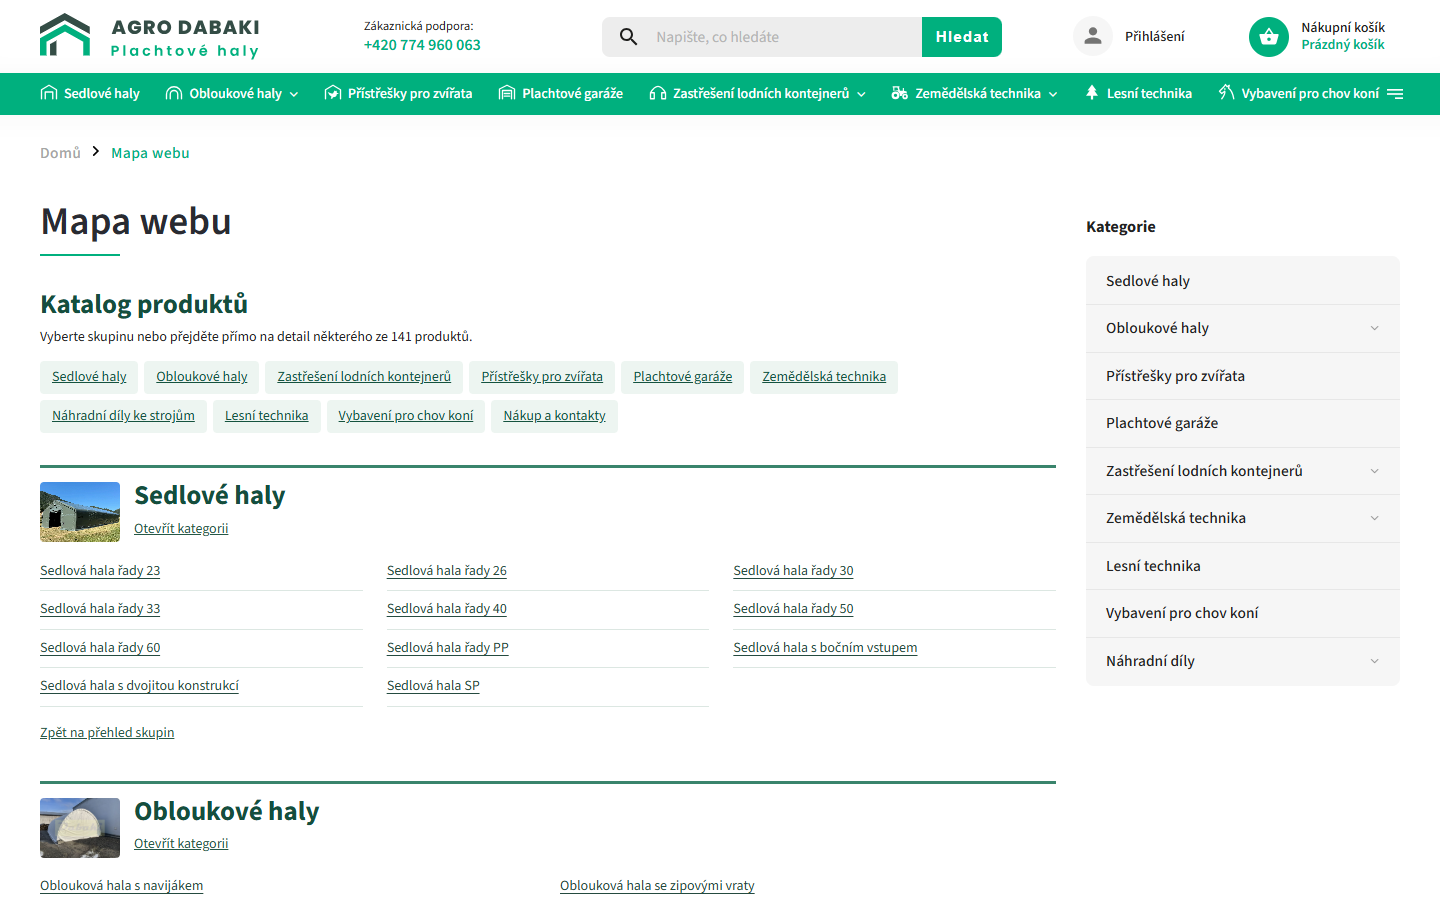 AGRO DABAKI
Plachtové haly
Zákaznická podpora:
+420 774 960 063
Napište, co hledáte
Hledat
Přihlášení
Nákupní košík
Prázdný košík
Sedlové haly
Obloukové haly
Přístřešky pro zvířata
Plachtové garáže
Zastřešení lodních kontejnerů
Zemědělská technika
Lesní technika
Vybavení pro chov koní
Domů
Mapa webu
Mapa webu
Katalog produktů
Vyberte skupinu nebo přejděte přímo na detail některého ze 141 produktů.
Sedlové haly
Obloukové haly
Zastřešení lodních kontejnerů
Přístřešky pro zvířata
Plachtové garáže
Zemědělská technika
Náhradní díly ke strojům
Lesní technika
Vybavení pro chov koní
Nákup a kontakty
Sedlové haly
Otevřít kategorii
Sedlová hala řady 23
Sedlová hala řady 26
Sedlová hala řady 30
Sedlová hala řady 33
Sedlová hala řady 40
Sedlová hala řady 50
Sedlová hala řady 60
Sedlová hala řady PP
Sedlová hala s bočním vstupem
Sedlová hala s dvojitou konstrukcí
Sedlová hala SP
Zpět na přehled skupin
Obloukové haly
Otevřít kategorii
Oblouková hala s navijákem
Oblouková hala se zipovými vraty
Kategorie
Sedlové haly
Obloukové haly
Přístřešky pro zvířata
Plachtové garáže
Zastřešení lodních kontejnerů
Zemědělská technika
Lesní technika
Vybavení pro chov koní
Náhradní díly